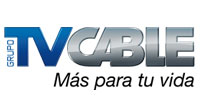 GRUPO
TVCABLE
Más para tu vida